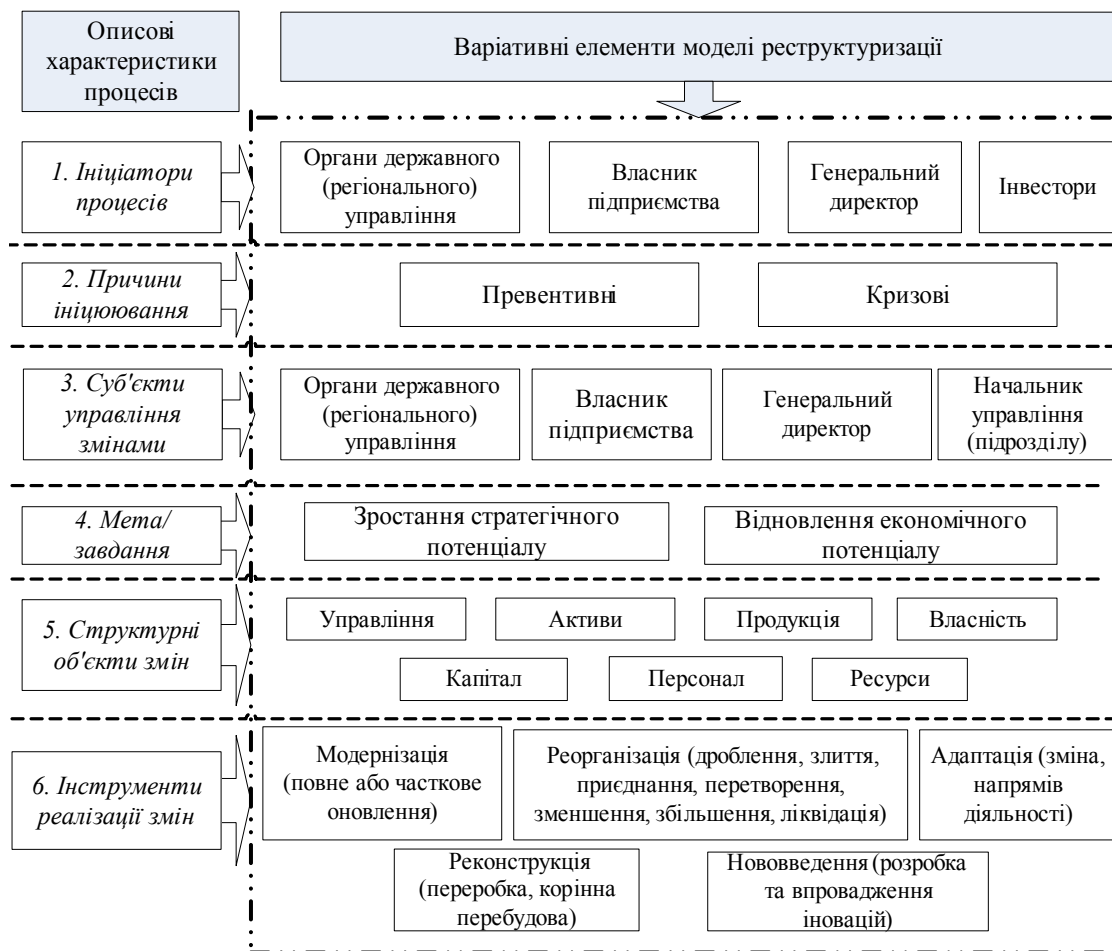 Описові
характеристики
процесів
Варіативні елементи моделі реструктуризації
1. Ініціатори
процесів
Органи державного
(регіонального)
управління
Власник
підприємства
Генеральний
директор
Інвестори
2. Причини
ініцюювання
Превентивні
Кризові
3. Суб'єкти
управління
змінами
Органи державного
(регіонального)
управління
Власник
підприємства
Генеральний
директор
Начальник
управління
(підрозділу)
4. Мета/
завдання
Зростання стратегічного
потенціалу
Відновлення економічного
потенціалу
5. Структурні
об'єкти змін
Управління
Активи
Продукція
Власність
Капітал
Персонал
Ресурси
6. Інструменти
реалізації змін
Модернізація
(повне або часткове
оновлення)
Реорганізація (дроблення, злиття,
приєднання, перетворення,
зменшення, збільшення, ліквідація)
Адаптація (зміна,
напрямів
діяльності)
Реконструкція
(переробка, корінна
перебудова)
Нововведення (розробка
та впровадження
іновацій)